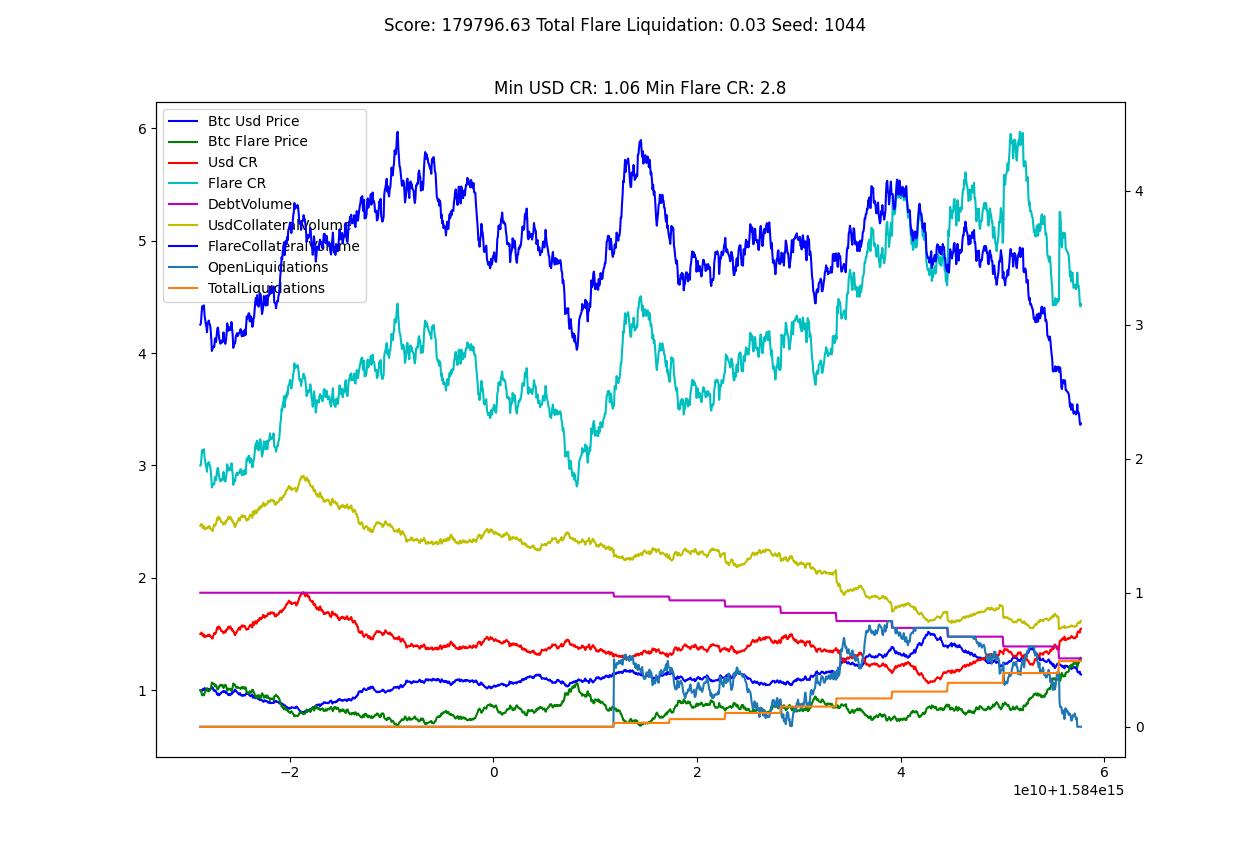 Score: 179796.63 Total Flare Liquidation: 0.03 Seed: 1044
Min USD CR: 1.06 Min Flare CR: 2.8
Btc Usd Price
Btc Flare Price
Usd CR
Flare CR
DebtVolume
UsdCollateralVolume
FlareCollateralVolume
OpenLiquidations
TotalLiquidations
6
5
4
3
2
1
4
3
2
1
0
−2
0
2
4
6
1e10+1.584e15